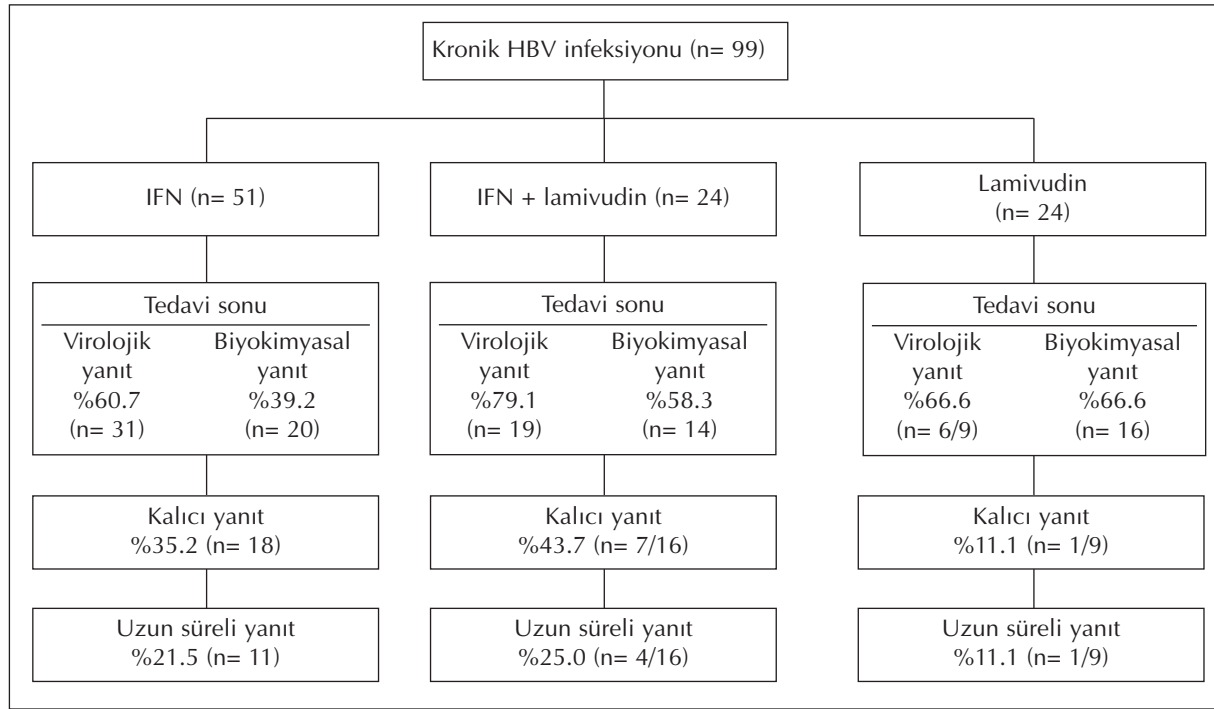 Kronik HBV infeksiyonu (n= 99)
IFN (n= 51)
IFN + lamivudin (n= 24)
Lamivudin
(n= 24)
Tedavi sonu
Virolojik
yanıt
%60.7
(n= 31)
Biyokimyasal
yanıt
%39.2
(n= 20)
Tedavi sonu
Virolojik
yanıt
%79.1
(n= 19)
Biyokimyasal
yanıt
%58.3
(n= 14)
Tedavi sonu
Virolojik
yanıt
%66.6
(n= 6/9)
Biyokimyasal
yanıt
%66.6
(n= 16)
Kalıcı yanıt
%35.2 (n= 18)
Kalıcı yanıt
%43.7 (n= 7/16)
Kalıcı yanıt
%11.1 (n= 1/9)
Uzun süreli yanıt
%21.5 (n= 11)
Uzun süreli yanıt
%25.0 (n= 4/16)
Uzun süreli yanıt
%11.1 (n= 1/9)